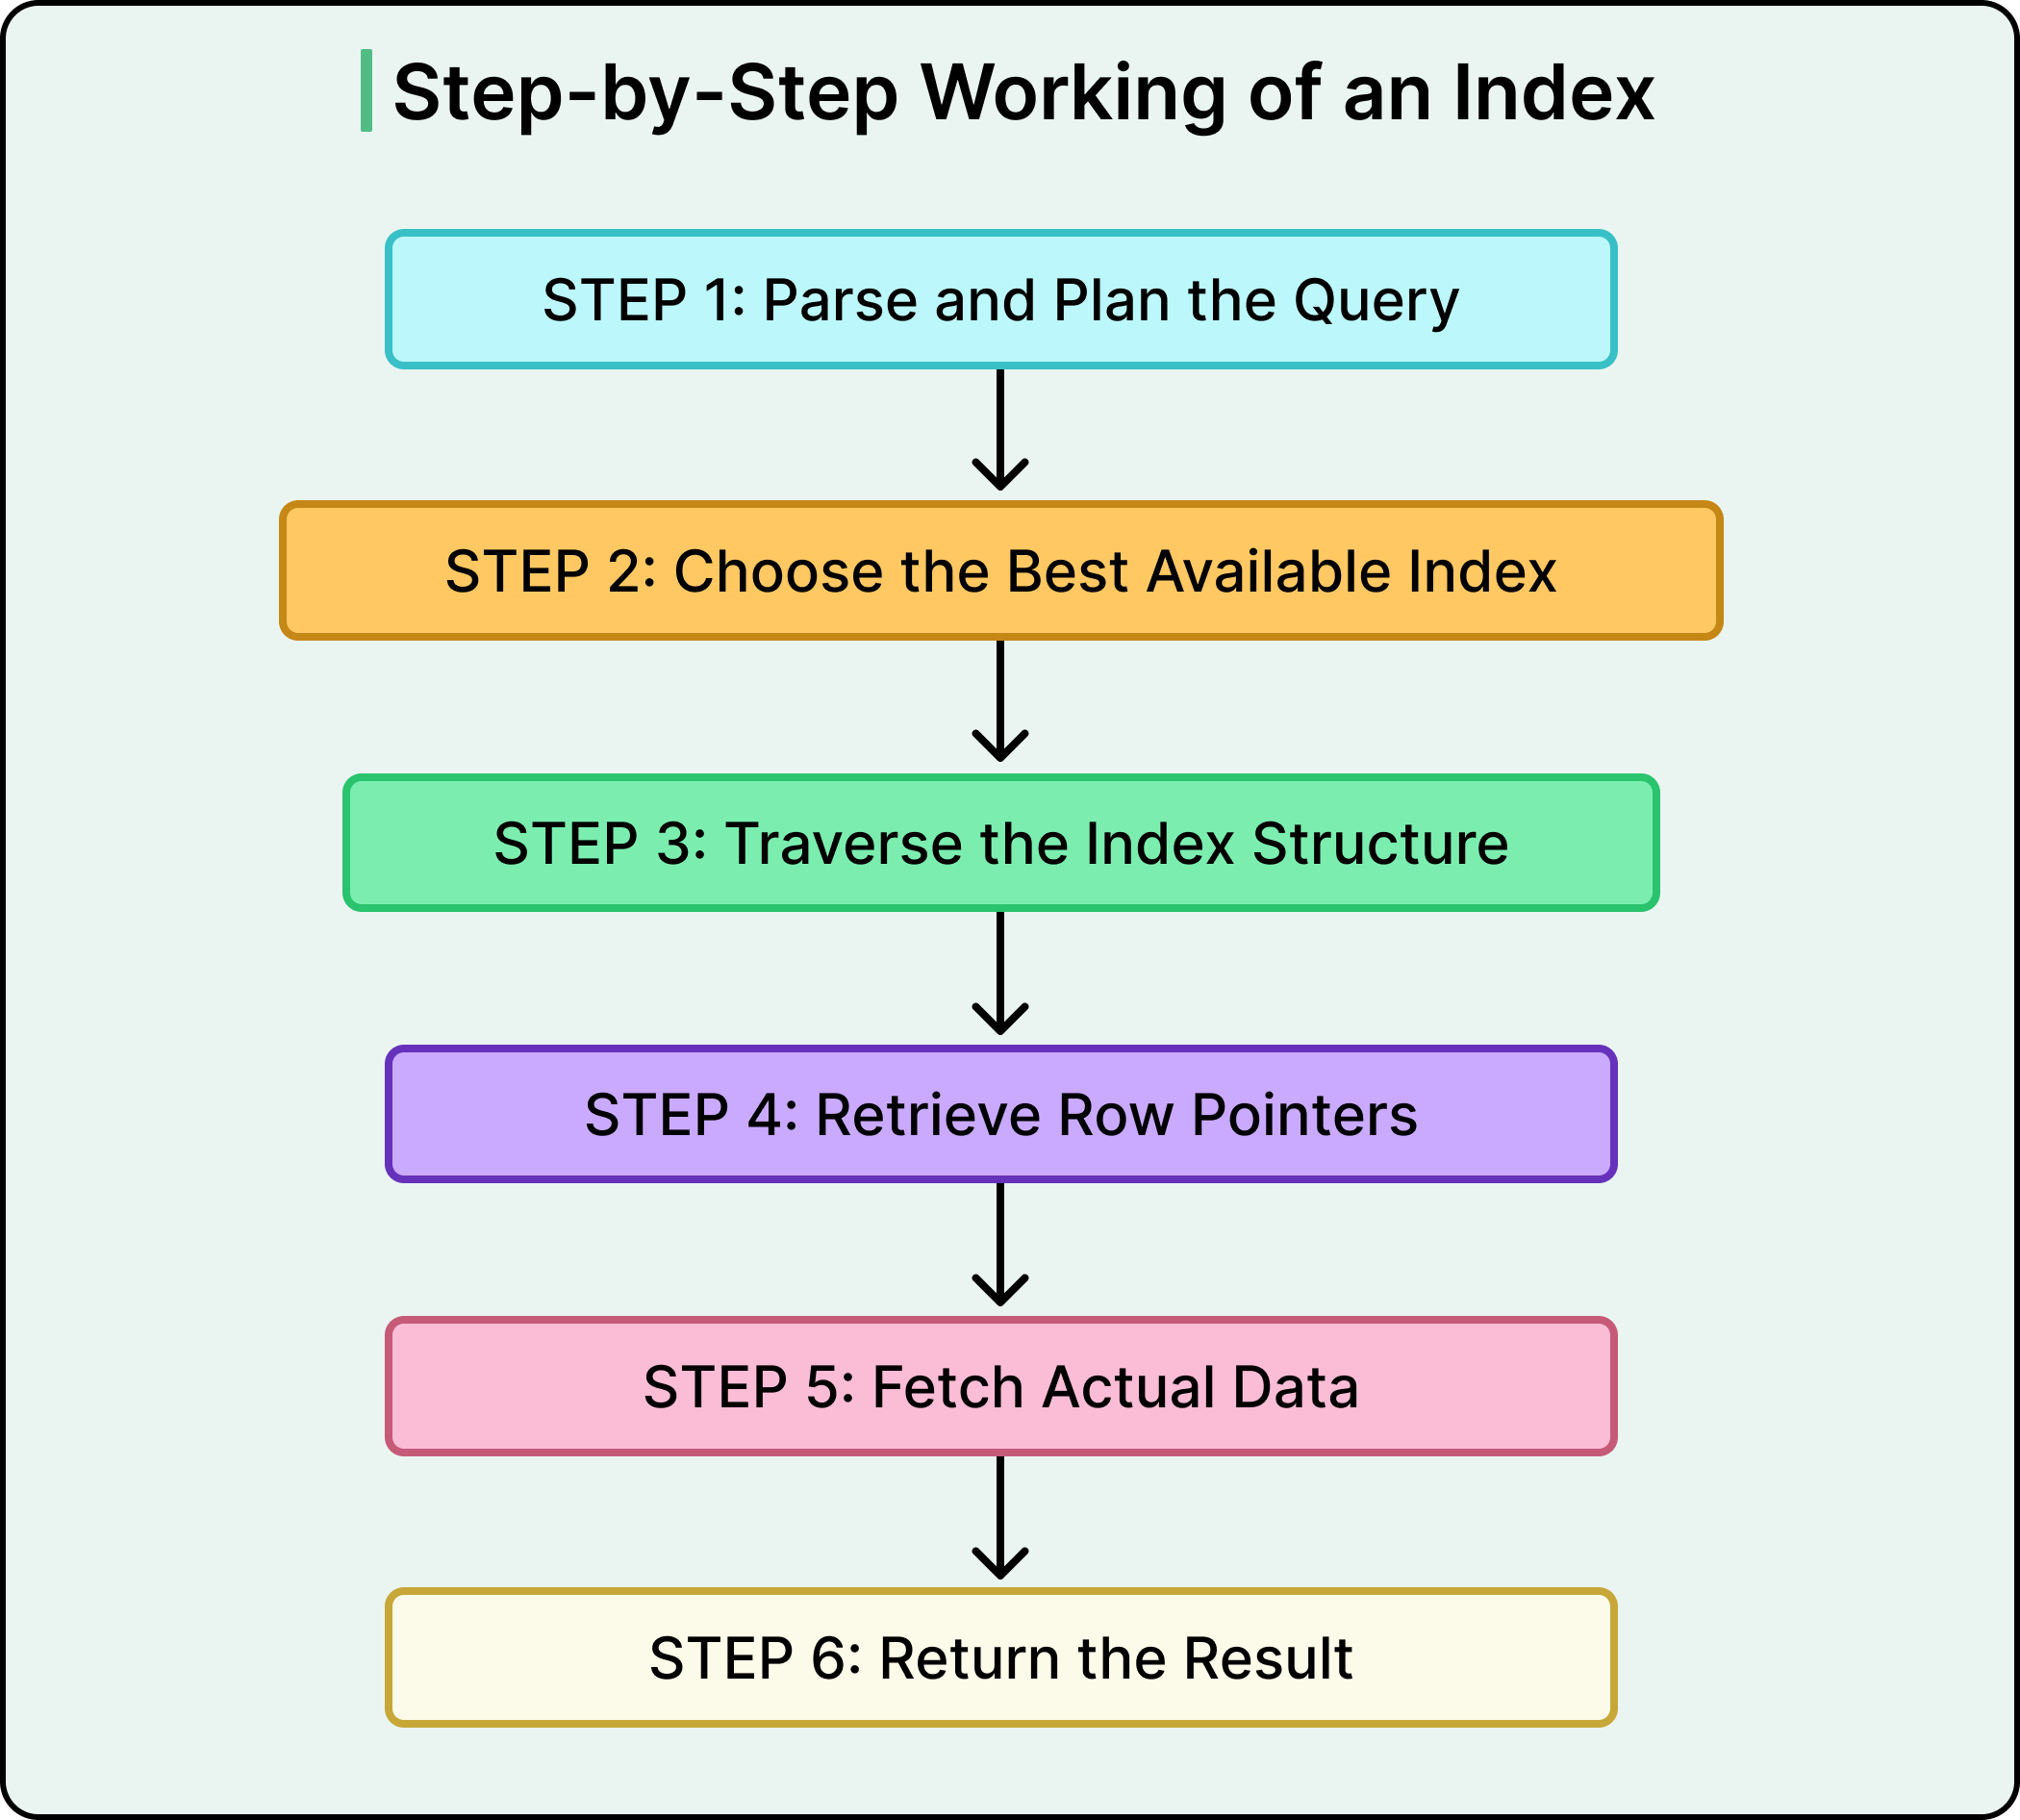 Step-by-Step Working of an Index
STEP 1: Parse and Plan the Query
STEP 2: Choose the Best Available Index
STEP 3: Traverse the Index Structure
STEP 4: Retrieve Row Pointers
STEP 5: Fetch Actual Data
STEP 6: Return the Result